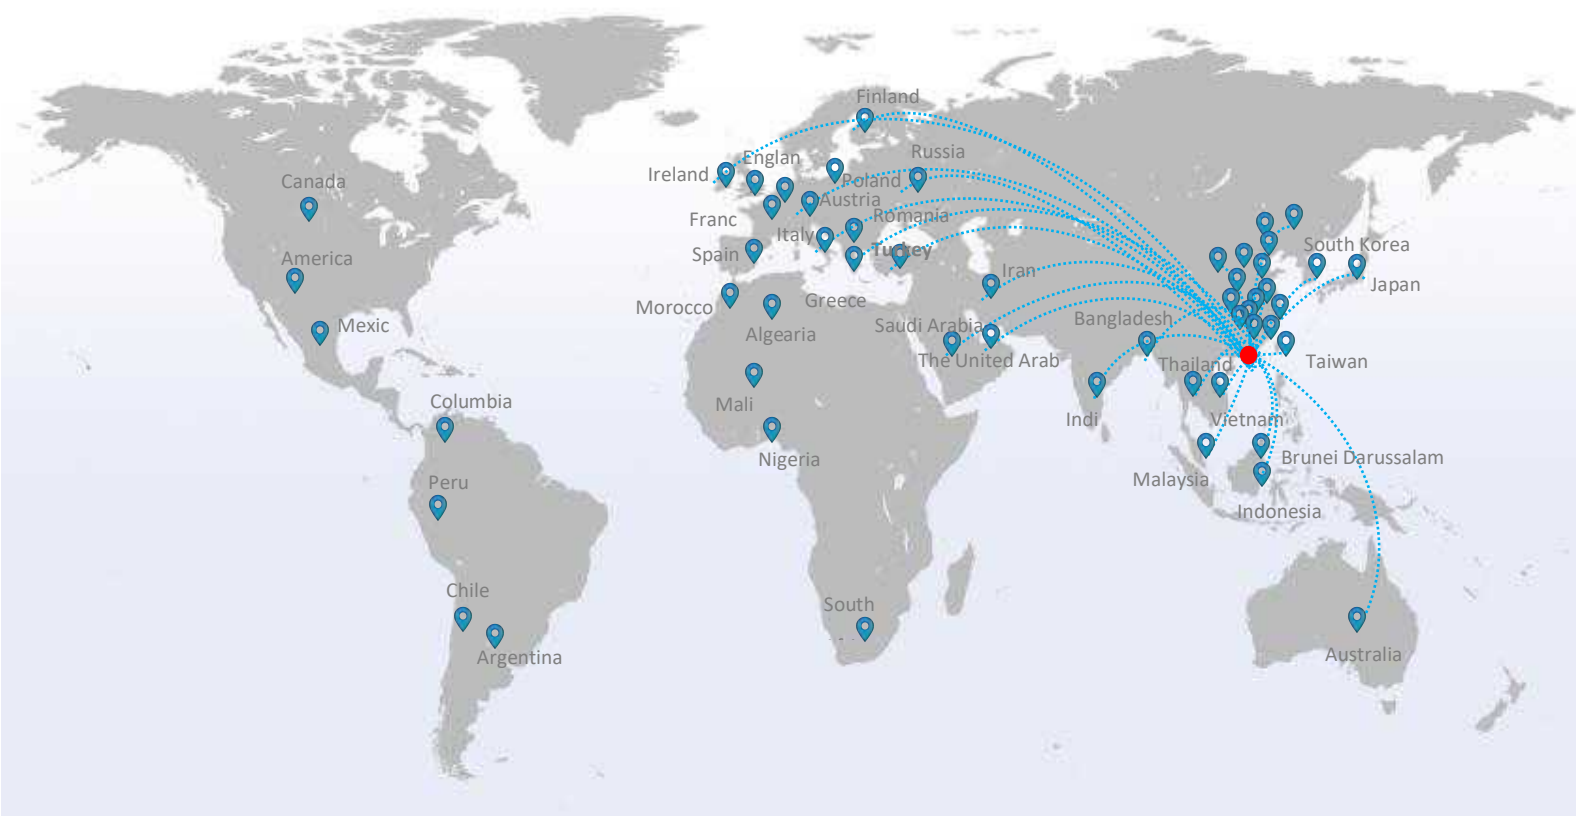 Finland
Englan
Russia
Ireland
Poland
Canada
Austria
Franc
Romania
Italy
South Korea
Spain
Turkey
America
Iran
Japan
Greece
Morocco
Bangladesh
Mexic
Saudi Arabia
Algearia
The United Arab
Thailand
Taiwan
Columbia
Mali
Indi
Vietnam
Nigeria
Brunei Darussalam
Peru
Malaysia
Indonesia
Chile
South
Argentina
Australia